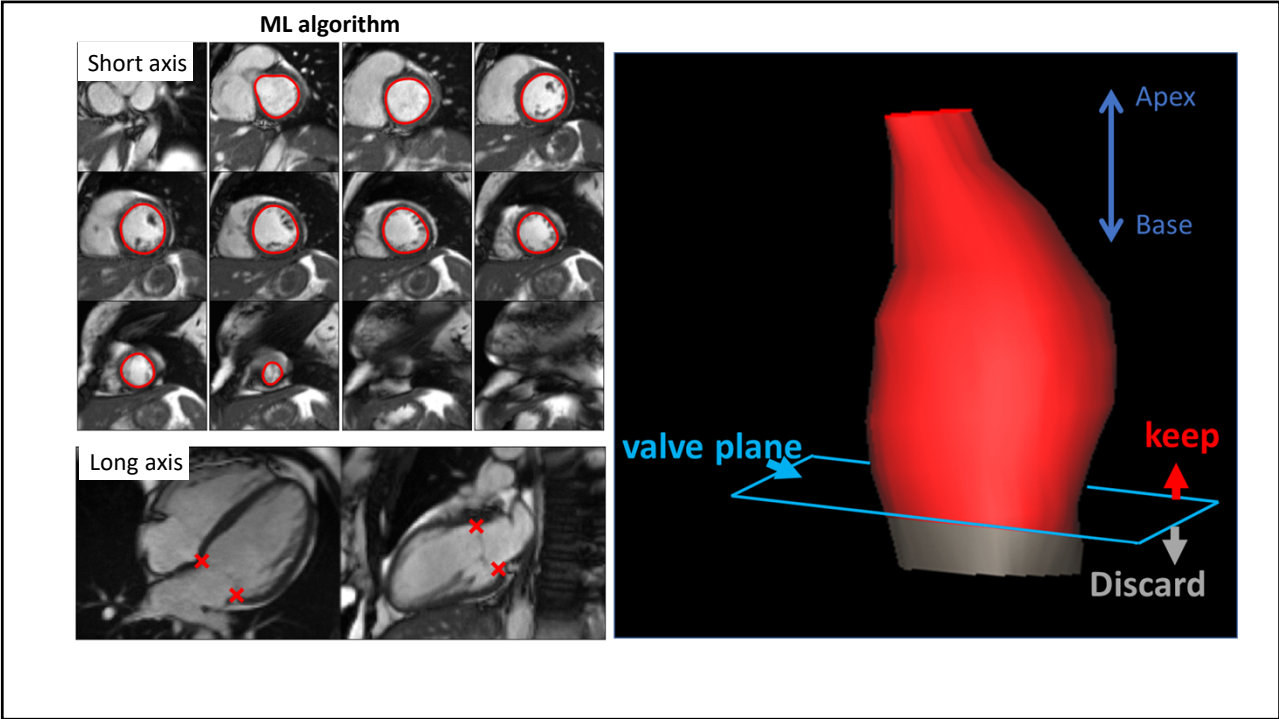 ML algorithm
Short axis
Long axis
Apex
Base
valve plane
keep
Discard